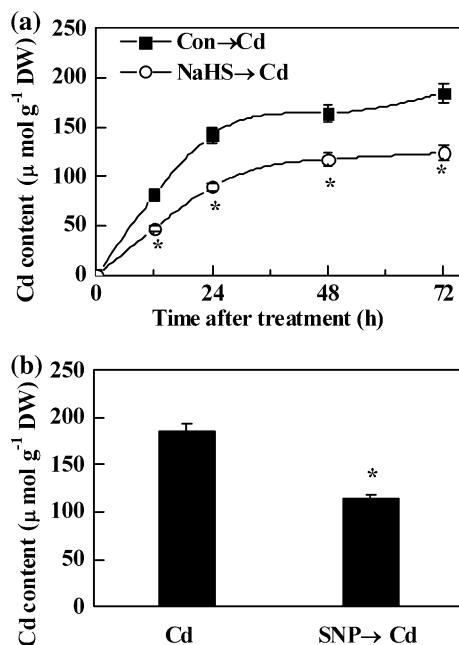 (a)
250
200
150
100
50
0
Cd content (μ mol g⁻¹ DW)
Con→Cd
NaHS→Cd
*
*
*
*
0
24
48
72
Time after treatment (h)
(b)
250
200
150
100
50
0
Cd content (μ mol g⁻¹ DW)
*
Cd
SNP→ Cd